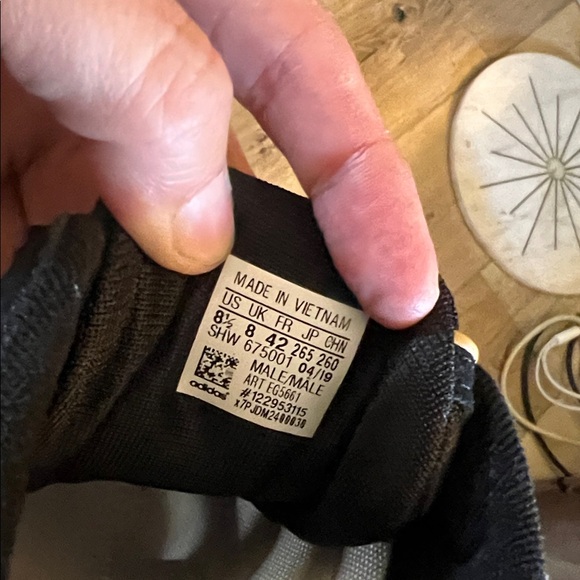 MADE IN VIETNAM
US UK FR JP CHN
8½ 8 42 265 260
SHW 675001 04/19
MALE/MALE
ART EG5661
#122953115
x7PJDM2400030
adidas